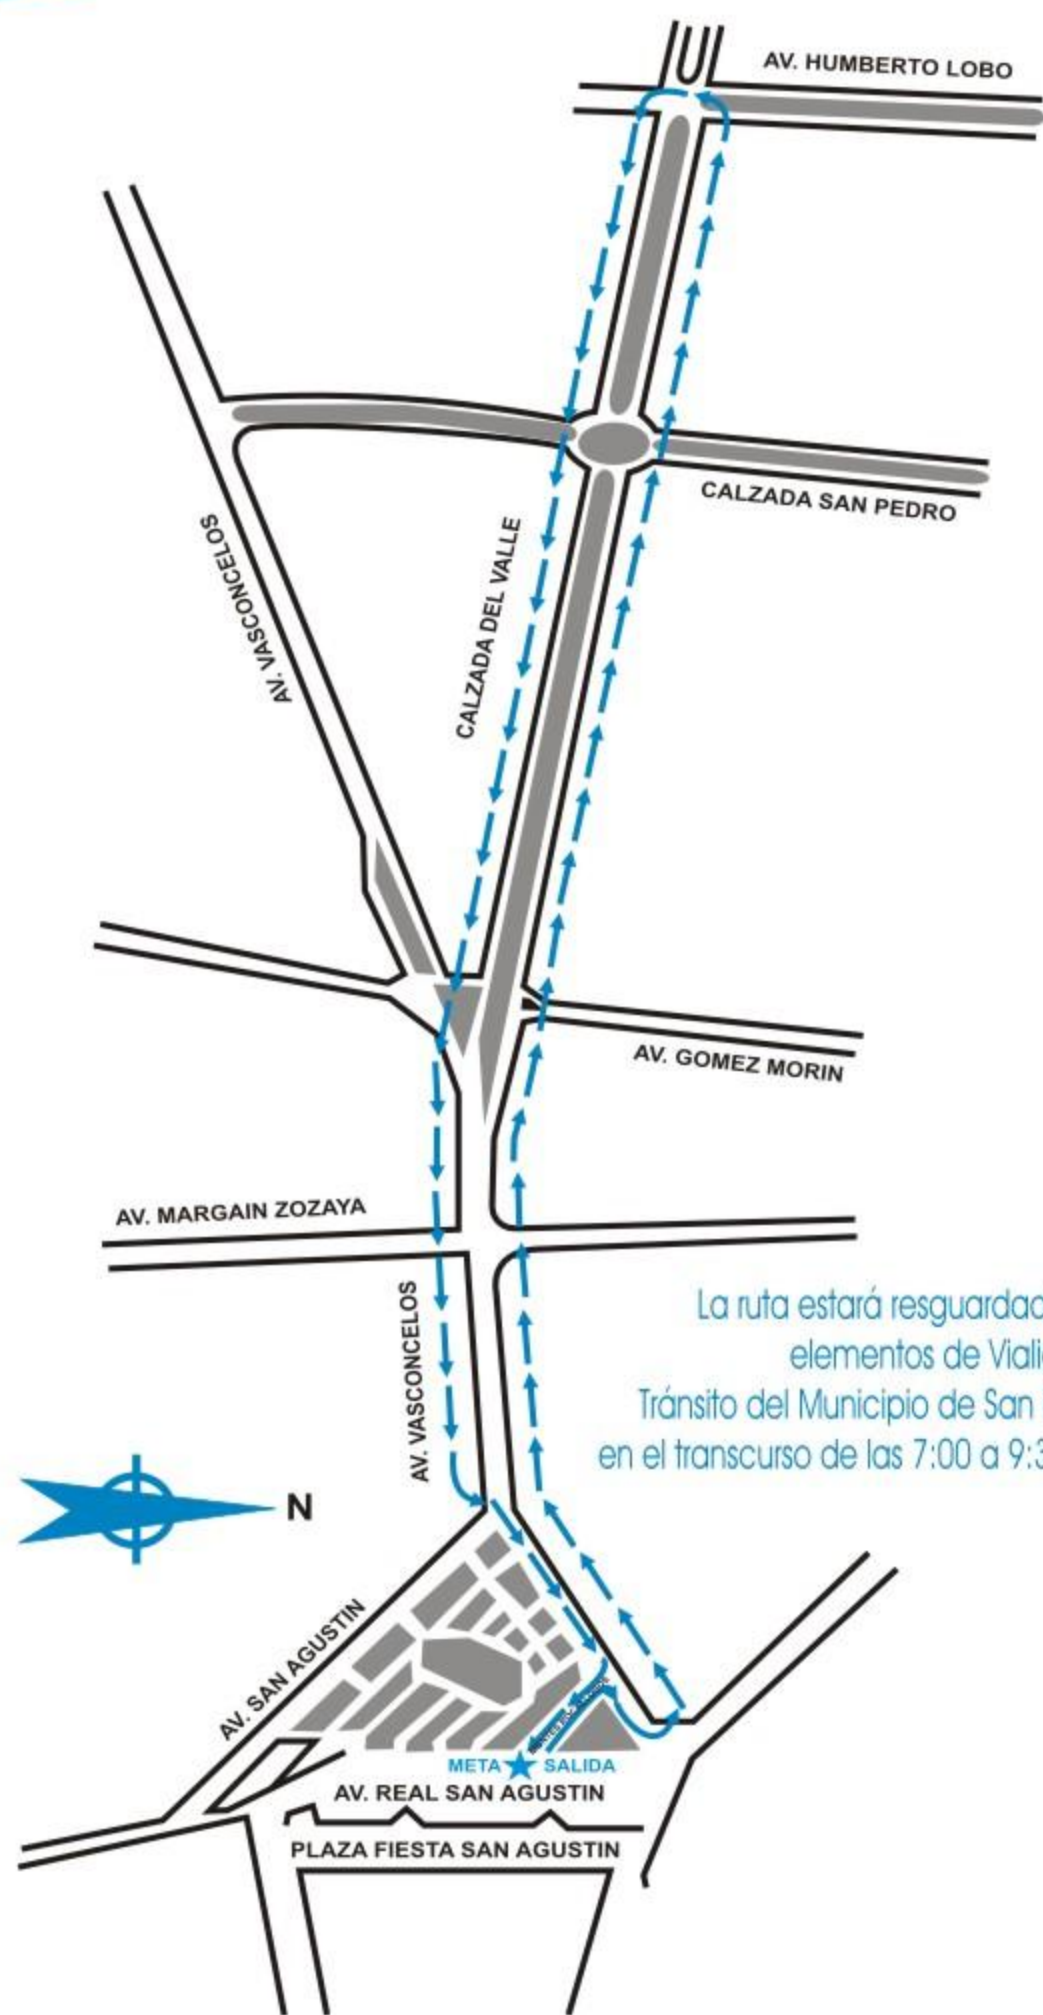 AV. HUMBERTO LOBO
CALZADA SAN PEDRO
AV. VASCONCELOS
CALZADA DEL VALLE
AV. GOMEZ MORIN
AV. MARGAIN ZOZAYA
AV. VASCONCELOS
La ruta estará resguardad
elementos de Viali
Tránsito del Municipio de San
en el transcurso de las 7:00 a 9:3
N
AV. SAN AGUSTIN
META SALIDA
AV. REAL SAN AGUSTIN
PLAZA FIESTA SAN AGUSTIN